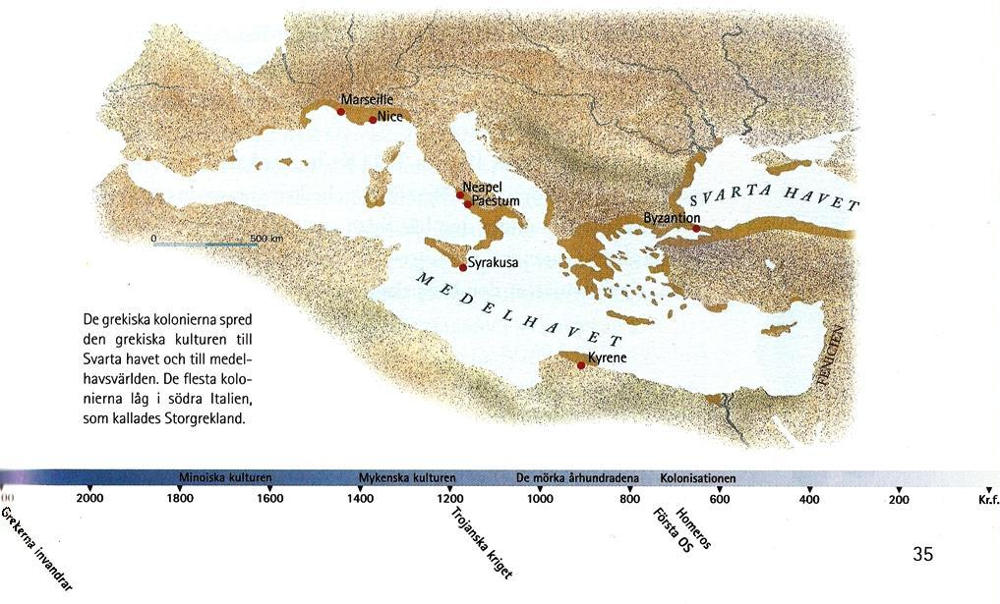 Marseille
Nice
Neapel
Paestum
SVARTA HAVET
Byzantion
0 500 km
Syrakusa
MEDELHAVET
Kyrene
FENICIEN
De grekiska kolonierna spred
den grekiska kulturen till
Svarta havet och till medel-
havsvärlden. De flesta kolo-
nierna låg i södra Italien,
som kallades Storgrekland.
Minoiska kulturen Mykenska kulturen De mörka århundradena Kolonisationen
00 2000 1800 1600 1400 1200 1000 800 600 400 200 Kr.f.
Grekerna invandrar
Trojanska kriget
Första OS
Homeros
35